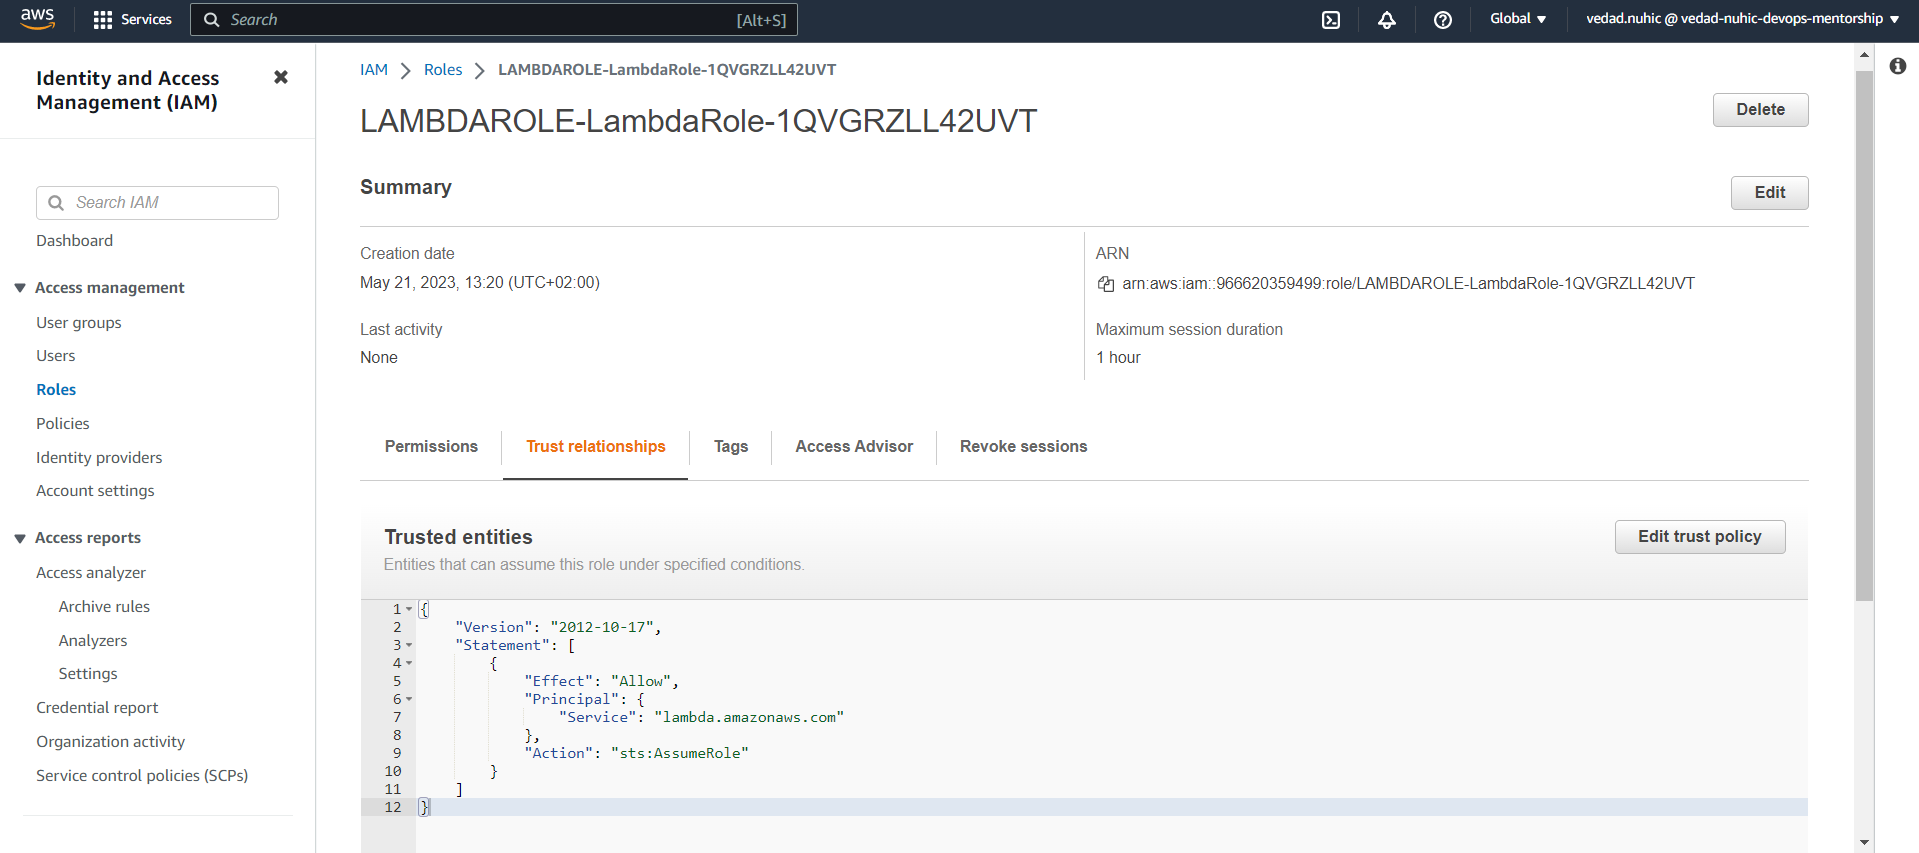 aws
Services
Search
[Alt+S]
Global
vedad.nuhic @ vedad-nuhic-devops-mentorship
Identity and Access
Management (IAM)
Search IAM
Dashboard
Access management
User groups
Users
Roles
Policies
Identity providers
Account settings
Access reports
Access analyzer
Archive rules
Analyzers
Settings
Credential report
Organization activity
Service control policies (SCPs)
IAM > Roles > LAMBDAROLE-LambdaRole-1QVGRZLL42UVT
LAMBDAROLE-LambdaRole-1QVGRZLL42UVT
Delete
Summary
Edit
Creation date
May 21, 2023, 13:20 (UTC+02:00)
ARN
arn:aws:iam::966620359499:role/LAMBDAROLE-LambdaRole-1QVGRZLL42UVT
Last activity
None
Maximum session duration
1 hour
Permissions
Trust relationships
Tags
Access Advisor
Revoke sessions
Trusted entities
Entities that can assume this role under specified conditions.
Edit trust policy
1 {
2 "Version": "2012-10-17",
3 "Statement": [
4 {
5 "Effect": "Allow",
6 "Principal": {
7 "Service": "lambda.amazonaws.com"
8 },
9 "Action": "sts:AssumeRole"
10 }
11 ]
12 }